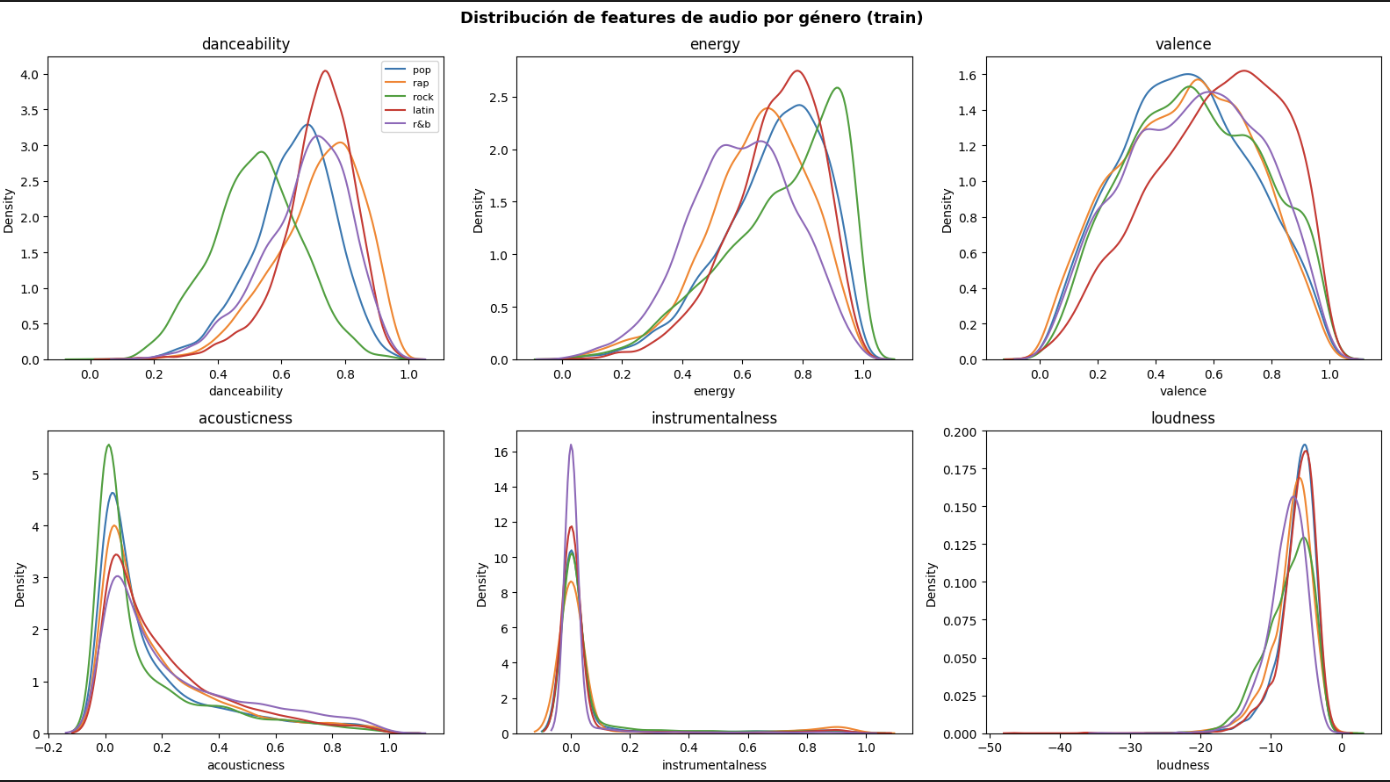 Distribución de features de audio por género (train)
danceability
Density
4.0
3.5
3.0
2.5
2.0
1.5
1.0
0.5
0.0
0.0 0.2 0.4 0.6 0.8 1.0
danceability
pop
rap
rock
latin
r&b
energy
Density
2.5
2.0
1.5
1.0
0.5
0.0
0.0 0.2 0.4 0.6 0.8 1.0
energy
valence
Density
1.6
1.4
1.2
1.0
0.8
0.6
0.4
0.2
0.0
0.0 0.2 0.4 0.6 0.8 1.0
valence
acousticness
Density
5
4
3
2
1
0
−0.2 0.0 0.2 0.4 0.6 0.8 1.0
acousticness
instrumentalness
Density
16
14
12
10
8
6
4
2
0
0.0 0.2 0.4 0.6 0.8 1.0
instrumentalness
loudness
Density
0.200
0.175
0.150
0.125
0.100
0.075
0.050
0.025
0.000
−50 −40 −30 −20 −10 0
loudness